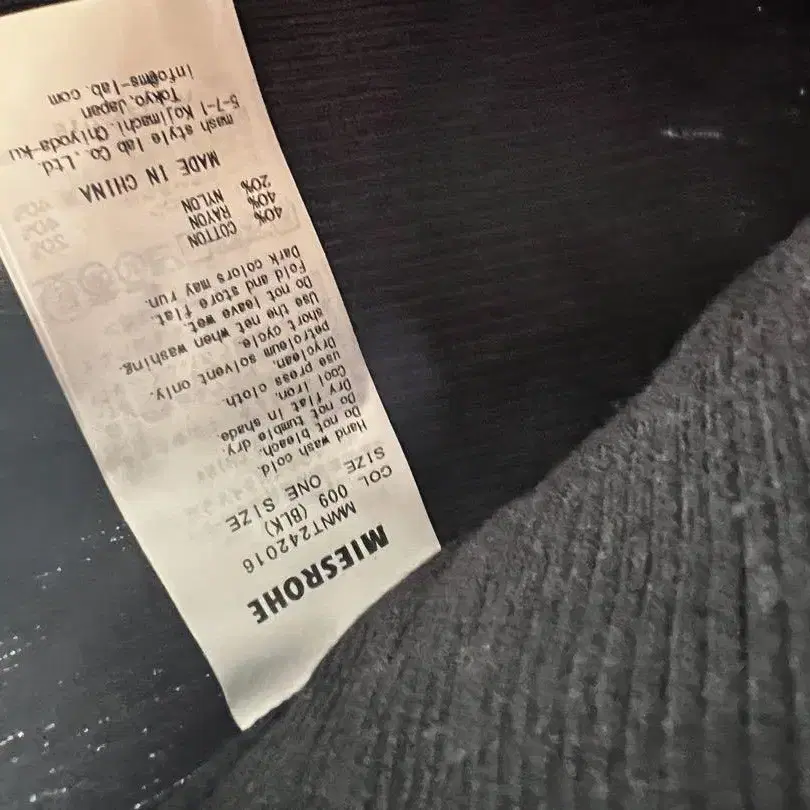 MIESROHE
MWNT242016
COL 009 (BLK)
SIZE ONE SIZE
Hand wash cold.
Do not bleach.
Do not tumble dry.
Dry flat in shade
Cool iron.
use press cloth.
Dryclean.
petroleum solvent only.
short cycle.
Use the net when washing.
Do not leave wet.
Fold and store flat.
Dark colors may run.
COTTON 40%
RAYON 40%
NYLON 20%
MADE IN CHINA
mash style lab Co.,Ltd.
5-7-1 Kojimachi, Chiyoda-ku
Tokyo, Japan
info@ms-lab.com